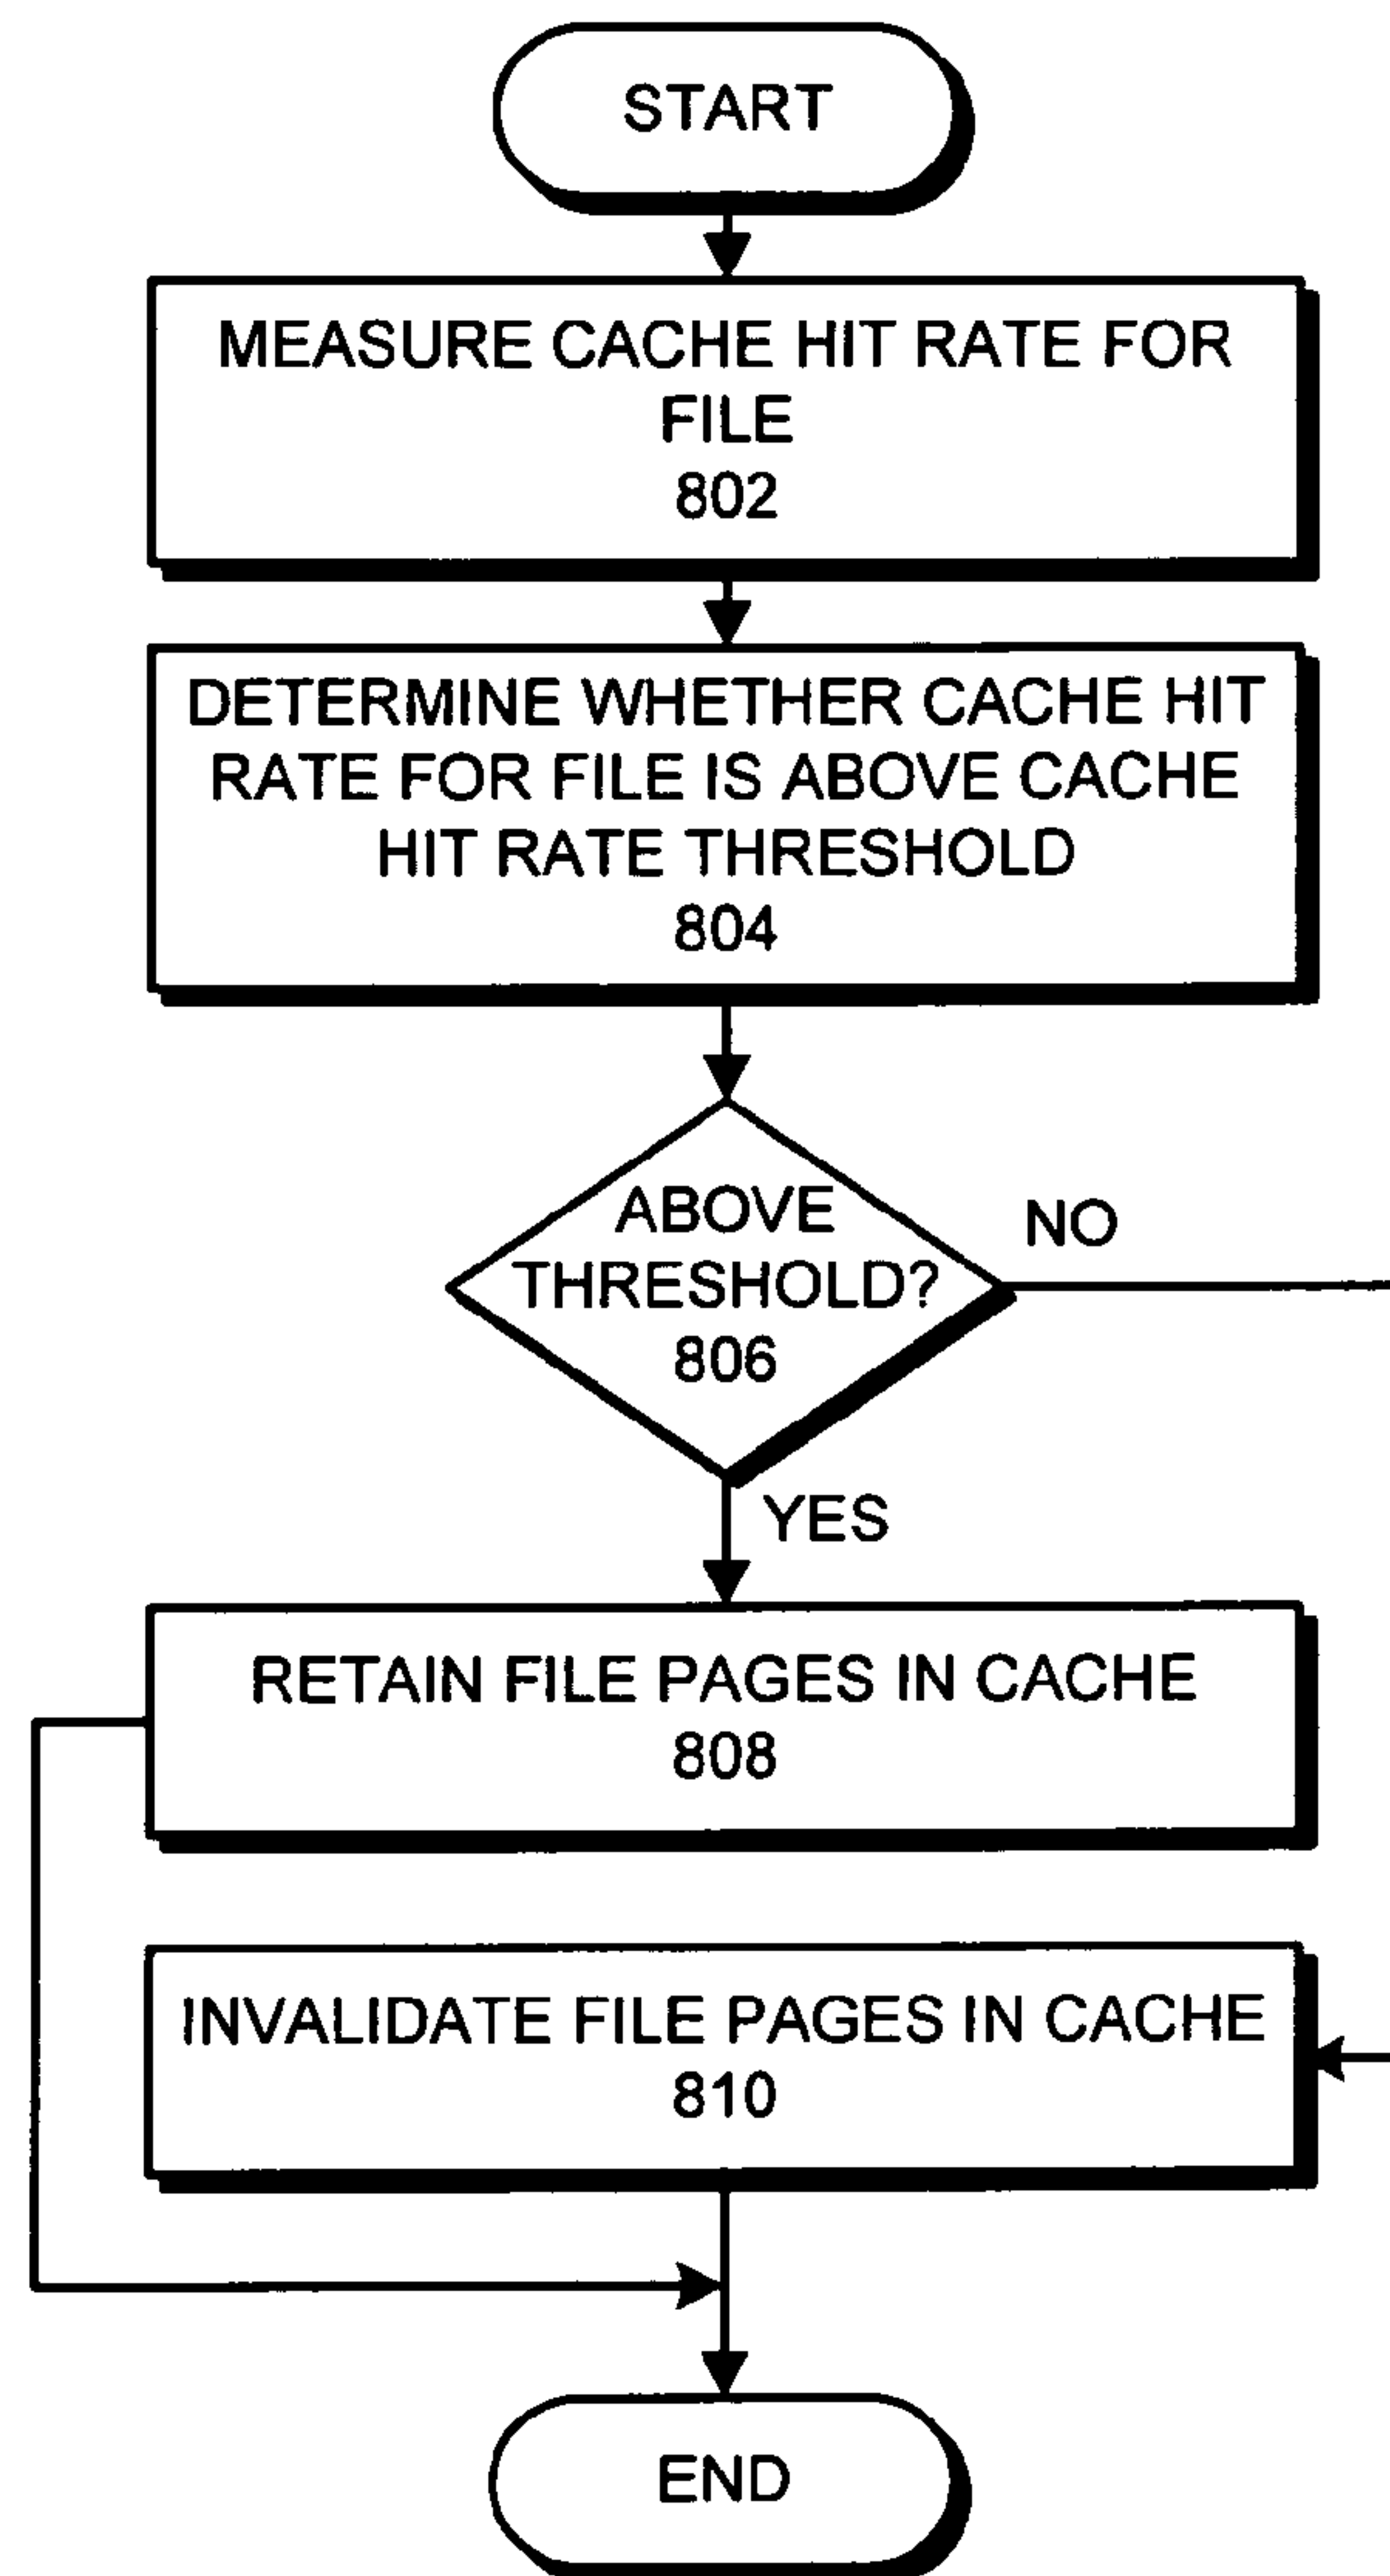 START
MEASURE CACHE HIT RATE FOR
FILE
802
DETERMINE WHETHER CACHE HIT
RATE FOR FILE IS ABOVE CACHE
HIT RATE THRESHOLD
804
ABOVE
THRESHOLD?
806
NO
YES
RETAIN FILE PAGES IN CACHE
808
INVALIDATE FILE PAGES IN CACHE
810
END